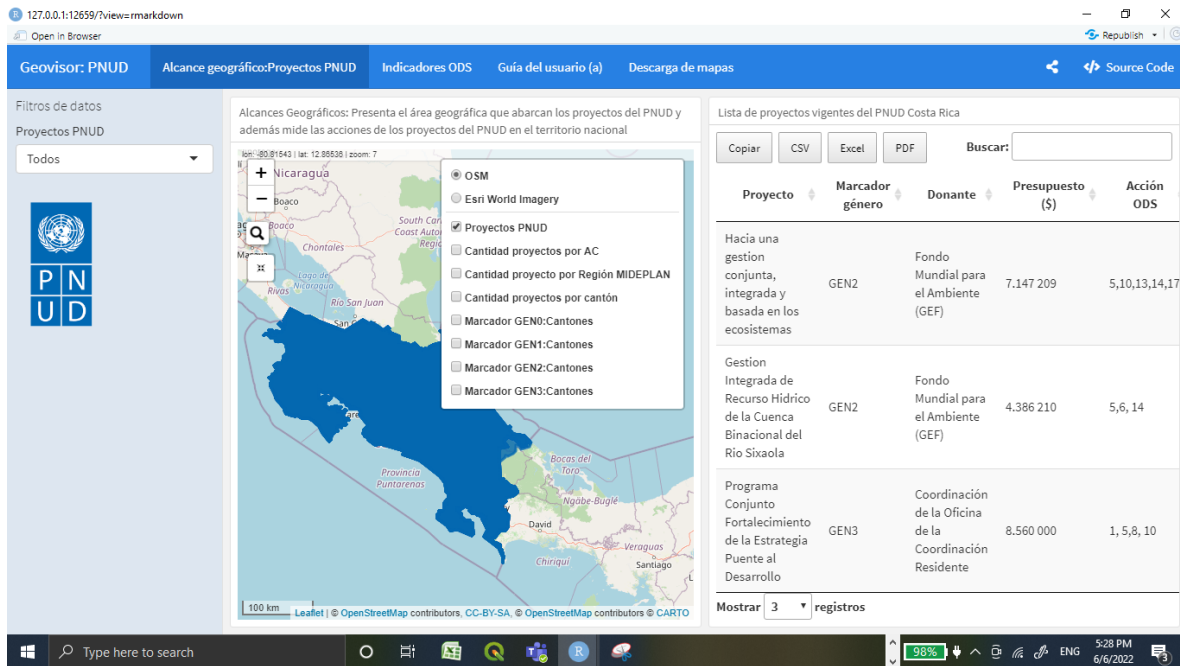 127.0.0.1:12659/?view=rmarkdown
Open in Browser
Republish
Geovisor: PNUD
Alcance geográfico:Proyectos PNUD
Indicadores ODS
Guía del usuario (a)
Descarga de mapas
Source Code
Filtros de datos
Proyectos PNUD
Todos
P N
U D
Alcances Geográficos: Presenta el área geográfica que abarcan los proyectos del PNUD y
además mide las acciones de los proyectos del PNUD en el territorio nacional
lon: -80.81543 | lat: 12.86536 | zoom: 7
+
−
Nicaragua
Boaco
Boaco
Chontales
South
Coast
Lago de
Nicaragua
Rivas
Rio San Juan
Provincia
Puntarenas
Bocas del
Toro
Ngäbe-Buglé
David
Chiriquí
Veraguas
Santiago
100 km
Leaflet | © OpenStreetMap contributors, CC-BY-SA, © OpenStreetMap contributors © CARTO
OSM
Esri World Imagery
Proyectos PNUD
Cantidad proyectos por AC
Cantidad proyecto por Región MIDEPLAN
Cantidad proyectos por cantón
Marcador GEN0:Cantones
Marcador GEN1:Cantones
Marcador GEN2:Cantones
Marcador GEN3:Cantones
Lista de proyectos vigentes del PNUD Costa Rica
Copiar
CSV
Excel
PDF
Buscar:
Proyecto
Marcador
género
Donante
Presupuesto
($)
Acción
ODS
Hacia una
gestion
conjunta,
integrada y
basada en los
ecosistemas
GEN2
Fondo
Mundial para
el Ambiente
(GEF)
7.147 209
5,10,13,14,17
Gestion
Integrada de
Recurso Hidrico
de la Cuenca
Binacional del
Rio Sixaola
GEN2
Fondo
Mundial para
el Ambiente
(GEF)
4.386 210
5,6, 14
Programa
Conjunto
Fortalecimiento
de la Estrategia
Puente al
Desarrollo
GEN3
Coordinación
de la Oficina
de la
Coordinación
Residente
8.560 000
1, 5,8, 10
Mostrar 3 registros
Type here to search
98%
ENG
5:28 PM
6/6/2022
3